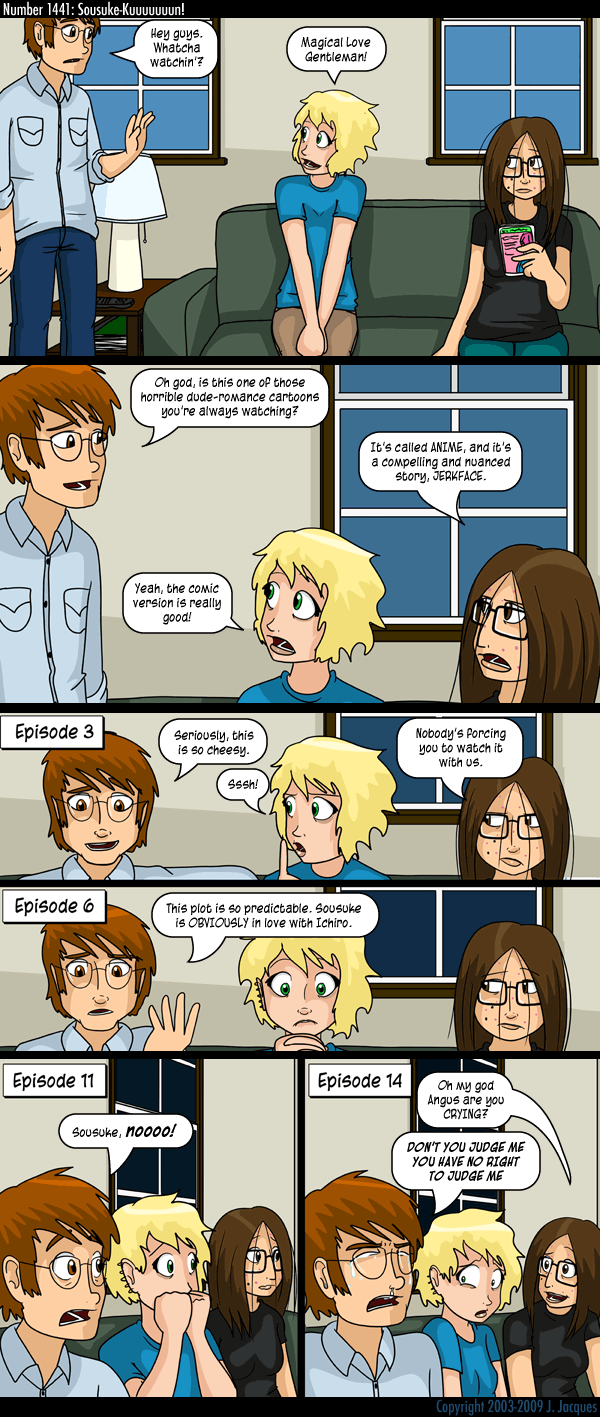 Number 1441: Sousuke-Kuuuuuuun!
Hey guys.
Whatcha
watchin'?
Magical Love
Gentleman!
Oh god, is this one of those
horrible dude-romance cartoons
you're always watching?
It's called ANIME, and it's
a compelling and nuanced
story, JERKFACE.
Yeah, the comic
version is really
good!
Episode 3
Seriously, this
is so cheesy.
Sssh!
Nobody's forcing
you to watch it
with us.
Episode 6
This plot is so predictable. Sousuke
is OBVIOUSLY in love with Ichiro.
Episode 11
Sousuke, NOOOO!
Episode 14
Oh my god
Angus are you
CRYING?
DON'T YOU JUDGE ME
YOU HAVE NO RIGHT
TO JUDGE ME
Copyright 2003-2009 J. Jacques